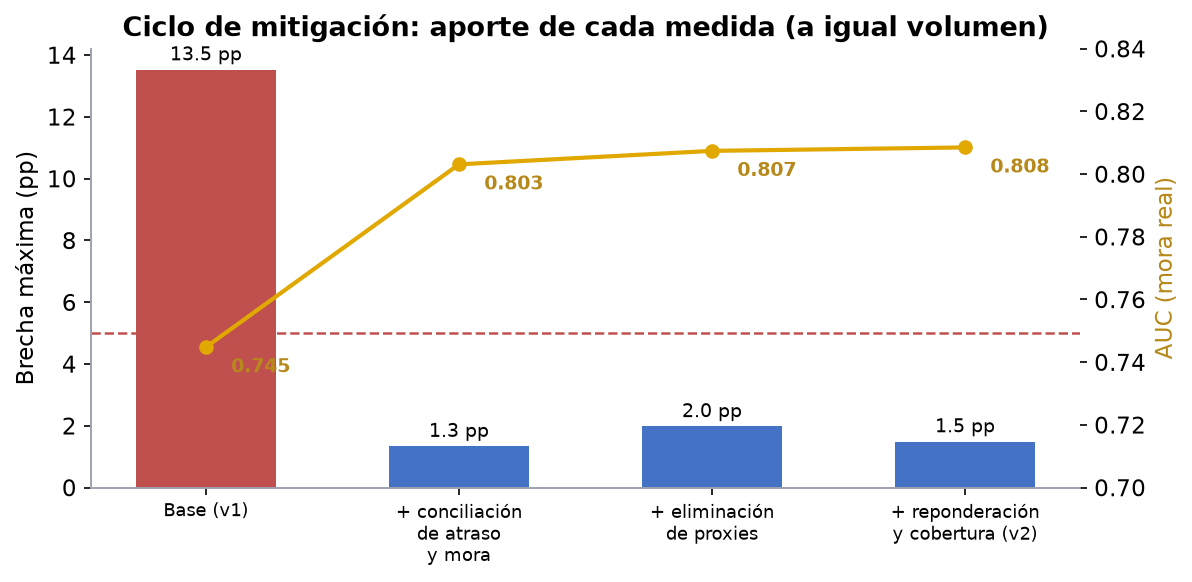 Ciclo de mitigación: aporte de cada medida (a igual volumen)
Brecha máxima (pp)
14
12
10
8
6
4
2
0
13.5 pp
1.3 pp
2.0 pp
1.5 pp
0.745
0.803
0.807
0.808
0.84
0.82
0.80
0.78
0.76
0.74
0.72
0.70
AUC (mora real)
Base (v1)
+ conciliación
de atraso
y mora
+ eliminación
de proxies
+ reponderación
y cobertura (v2)